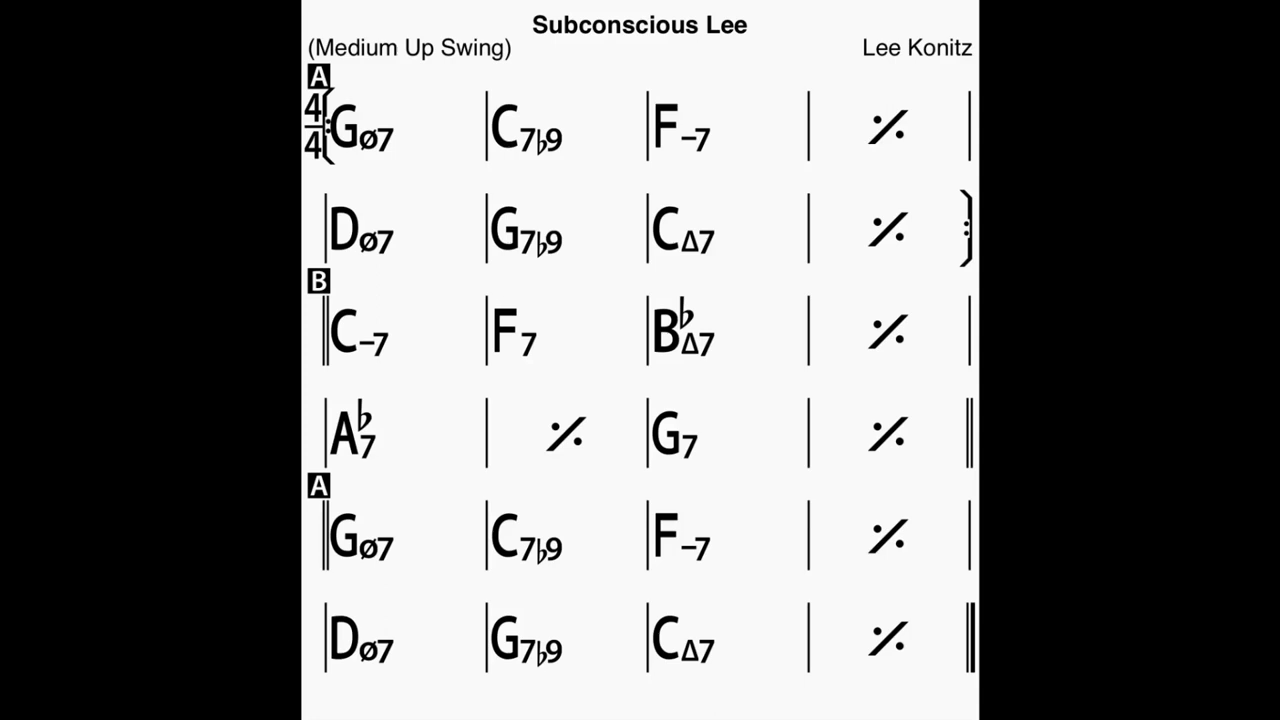 Subconscious Lee
(Medium Up Swing) Lee Konitz
A
4/4 Gø7 C7♭9 F–7 𝄎
Dø7 G7♭9 CΔ7 𝄎
B
C–7 F7 B♭Δ7 𝄎
A♭7 𝄎 G7 𝄎
A
Gø7 C7♭9 F–7 𝄎
Dø7 G7♭9 CΔ7 𝄎